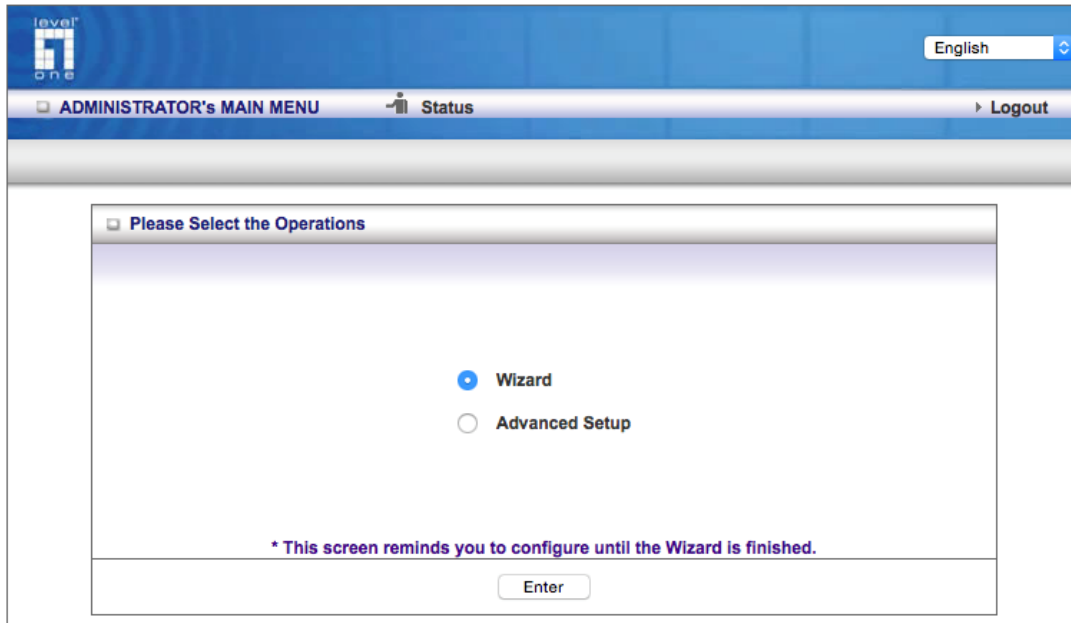 level
one
English
ADMINISTRATOR's MAIN MENU Status Logout
Please Select the Operations
Wizard
Advanced Setup
* This screen reminds you to configure until the Wizard is finished.
Enter